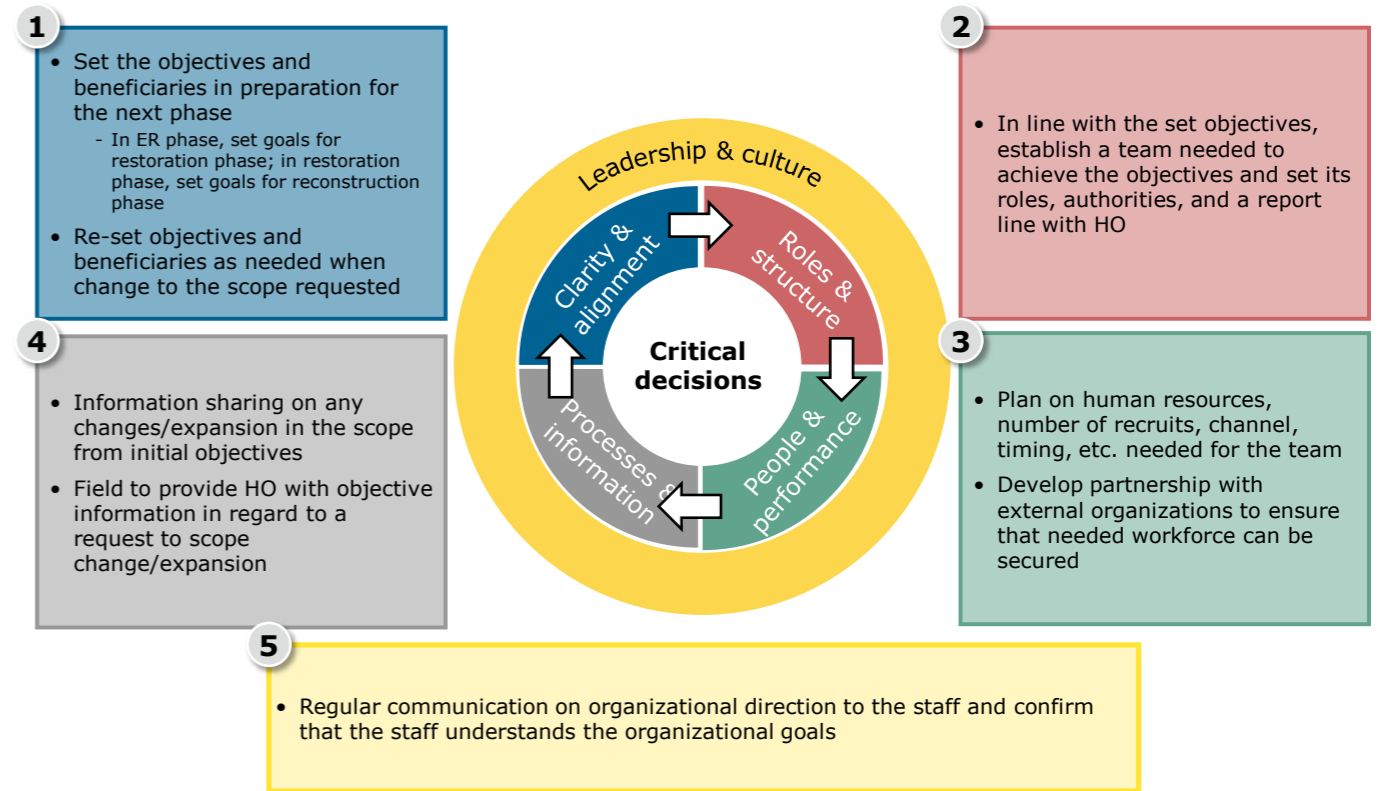 1
• Set the objectives and
beneficiaries in preparation for
the next phase
- In ER phase, set goals for
restoration phase; in restoration
phase, set goals for reconstruction
phase
• Re-set objectives and
beneficiaries as needed when
change to the scope requested
2
• In line with the set objectives,
establish a team needed to
achieve the objectives and set its
roles, authorities, and a report
line with HO
Leadership & culture
Clarity &
alignment
Roles &
structure
Critical
decisions
Processes &
information
People &
performance
4
• Information sharing on any
changes/expansion in the scope
from initial objectives
• Field to provide HO with objective
information in regard to a
request to scope
change/expansion
3
• Plan on human resources,
number of recruits, channel,
timing, etc. needed for the team
• Develop partnership with
external organizations to ensure
that needed workforce can be
secured
5
• Regular communication on organizational direction to the staff and confirm
that the staff understands the organizational goals